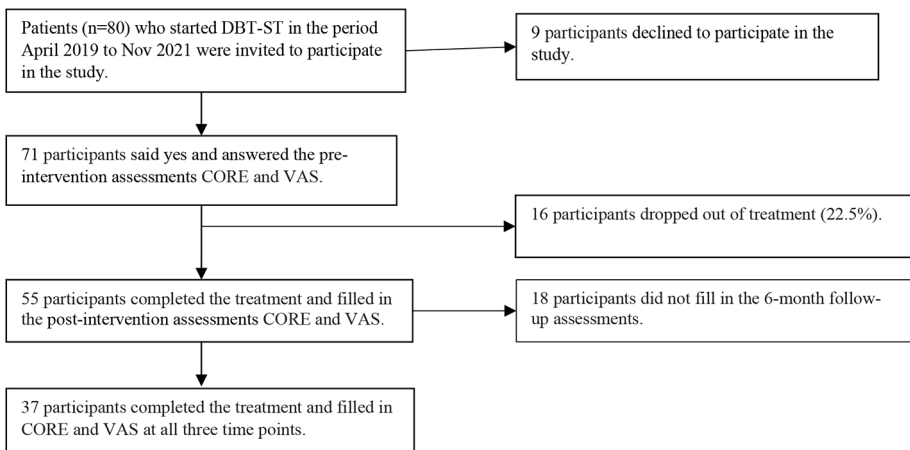 Patients (n=80) who started DBT-ST in the period
April 2019 to Nov 2021 were invited to participate
in the study.
9 participants declined to participate in the
study.
71 participants said yes and answered the pre-
intervention assessments CORE and VAS.
16 participants dropped out of treatment (22.5%).
55 participants completed the treatment and filled in
the post-intervention assessments CORE and VAS.
18 participants did not fill in the 6-month follow-
up assessments.
37 participants completed the treatment and filled in
CORE and VAS at all three time points.